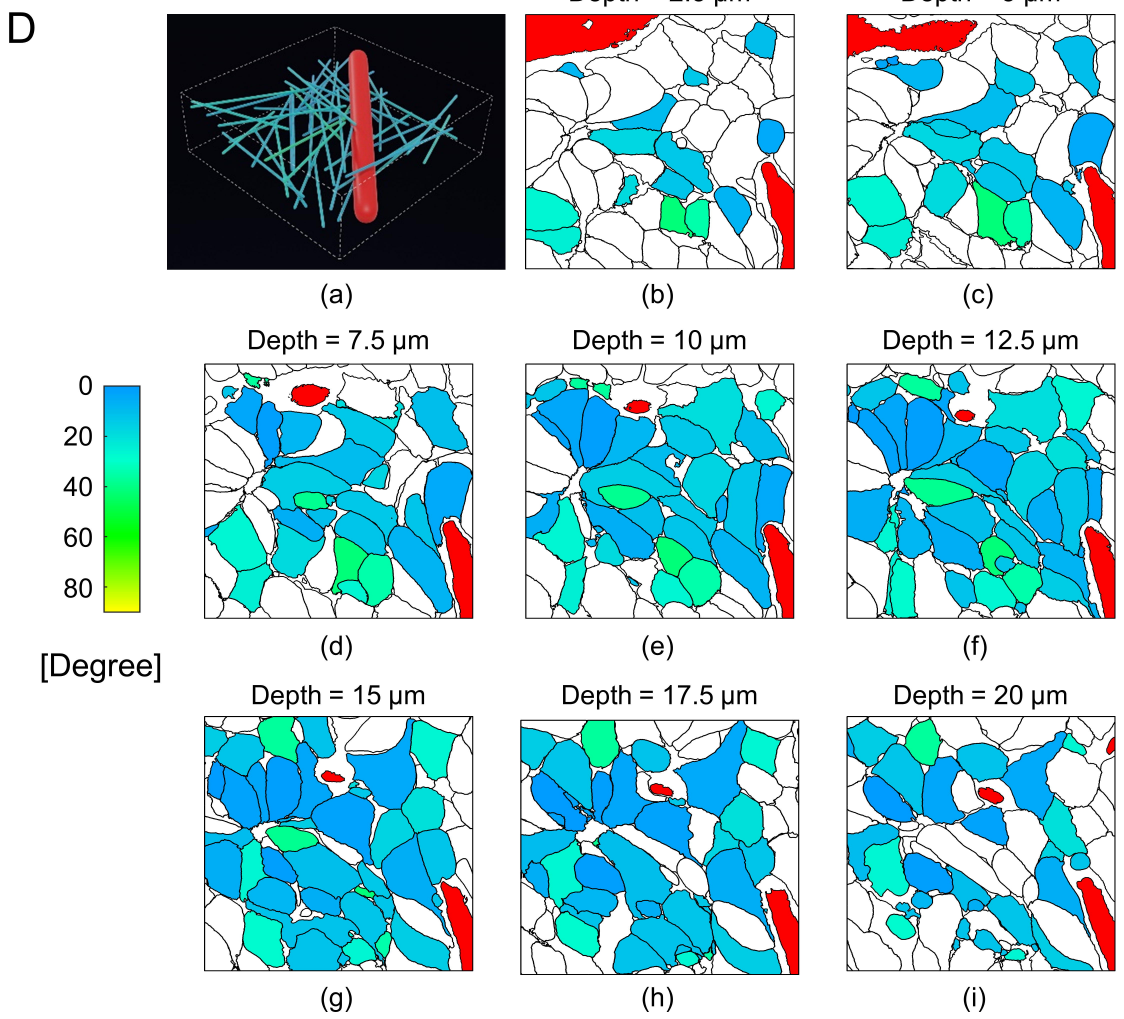 D
(a)
(b)
(c)
Depth = 7.5 µm
Depth = 10 µm
Depth = 12.5 µm
0
20
40
60
80
[Degree]
(d)
(e)
(f)
Depth = 15 µm
Depth = 17.5 µm
Depth = 20 µm
(g)
(h)
(i)